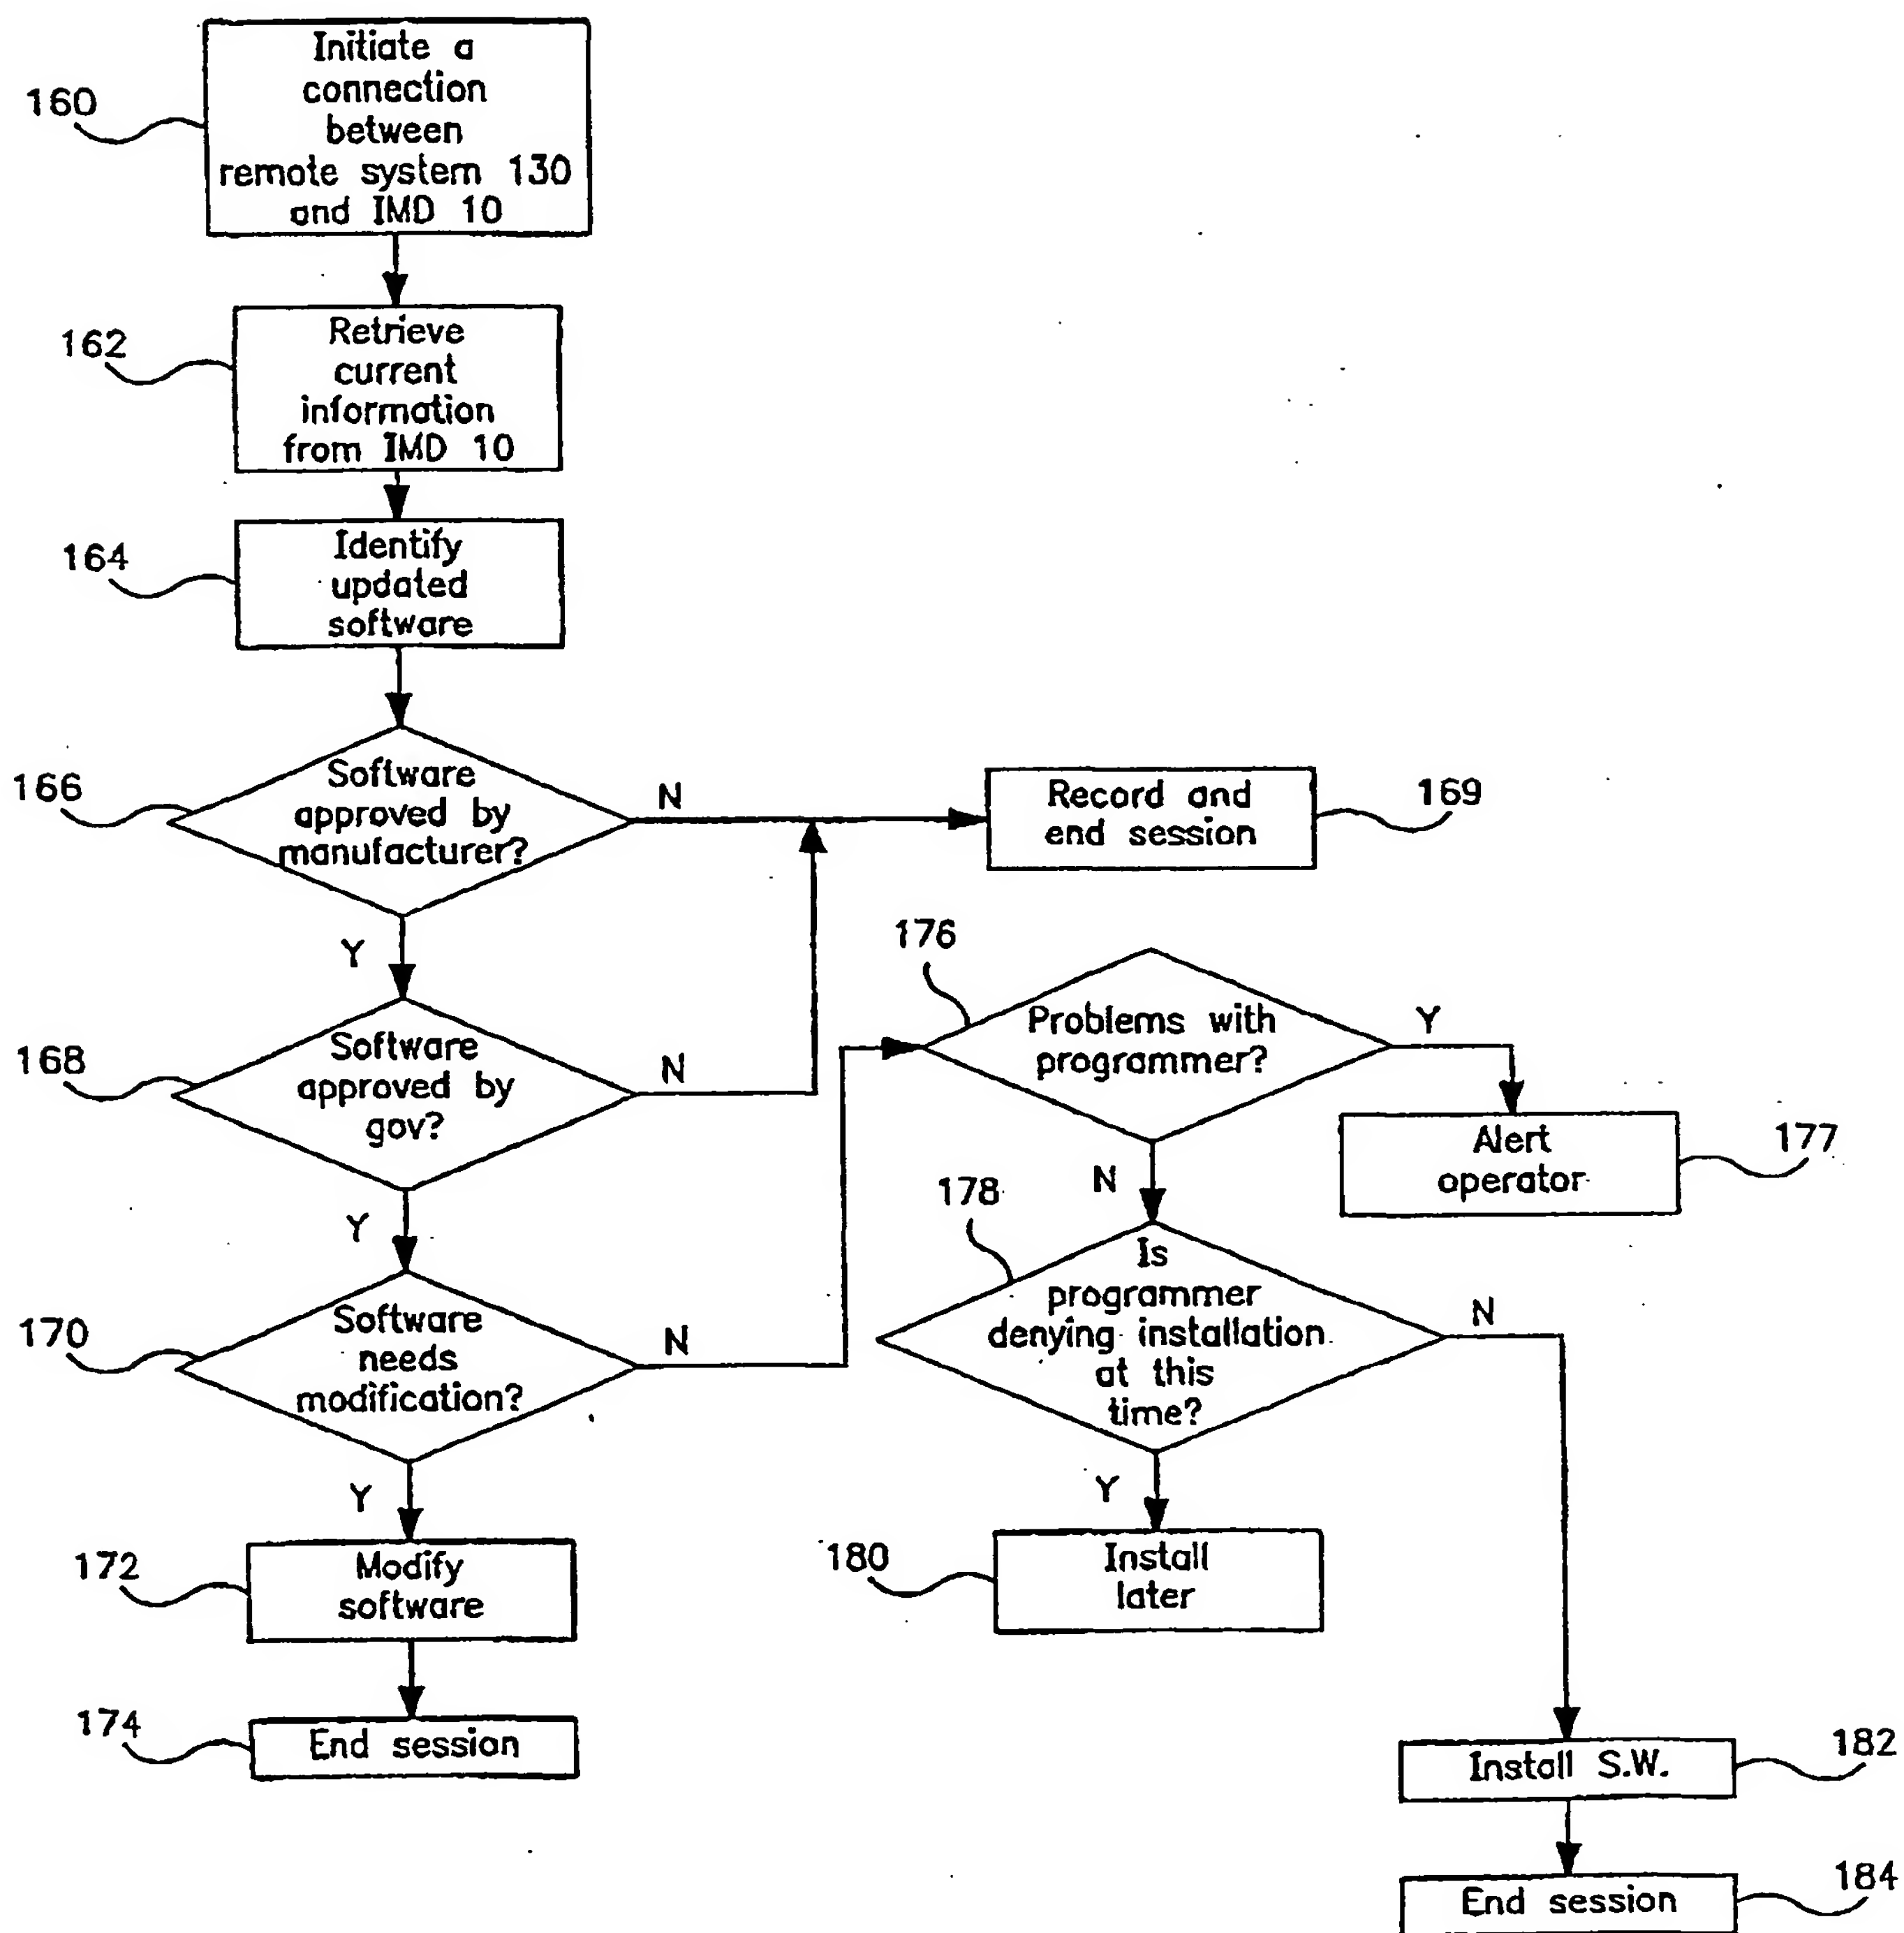 160
Initiate a
connection
between
remote system 130
and IMD 10
162
Retrieve
current
information
from IMD 10
164
Identify
updated
software
166
Software
approved by
manufacturer?
N
Y
Record and
end session
169
168
Software
approved by
gov?
N
Y
170
Software
needs
modification?
N
Y
172
Modify
software
174
End session
176
Problems with
programmer?
Y
N
Alert
operator
177
178
Is
programmer
denying installation
at this
time?
N
Y
180
Install
later
Install S.W.
182
End session
184